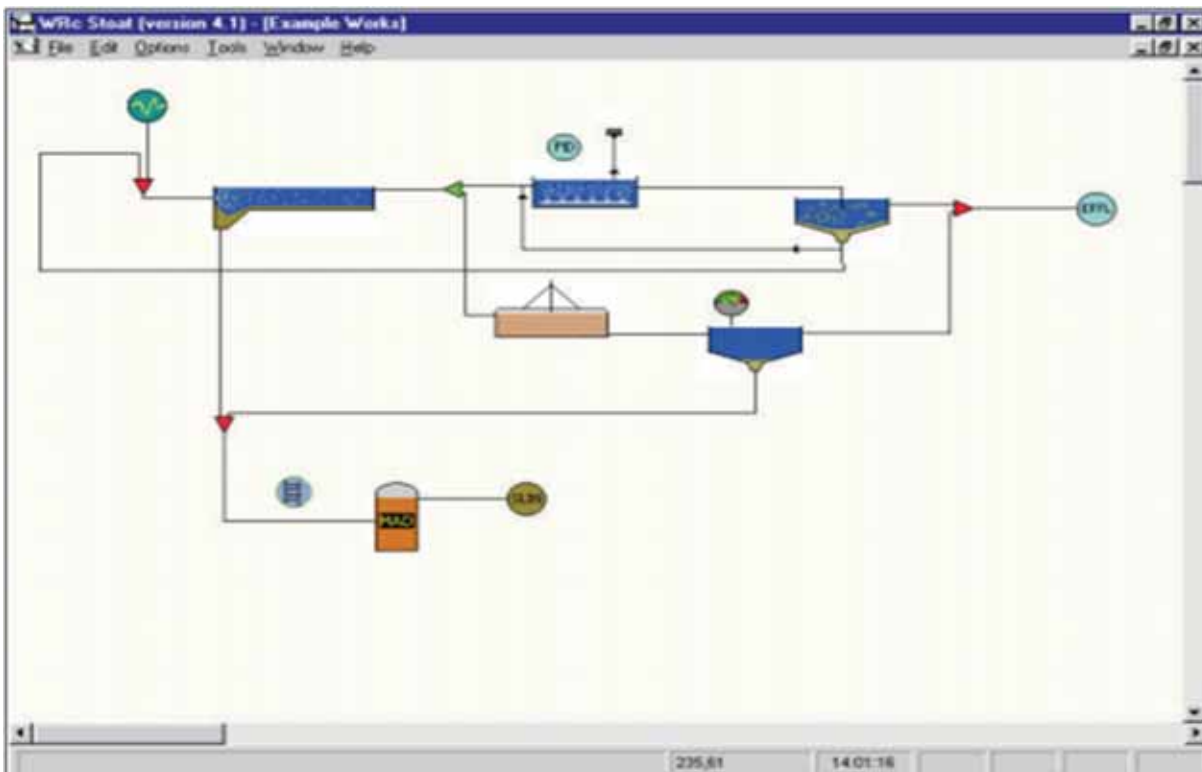 WRc Stoat (version 4.1) - [Example Works]
File Edit Options Tools Window Help
PID
EFFL
MAD
235,61 14:01:16